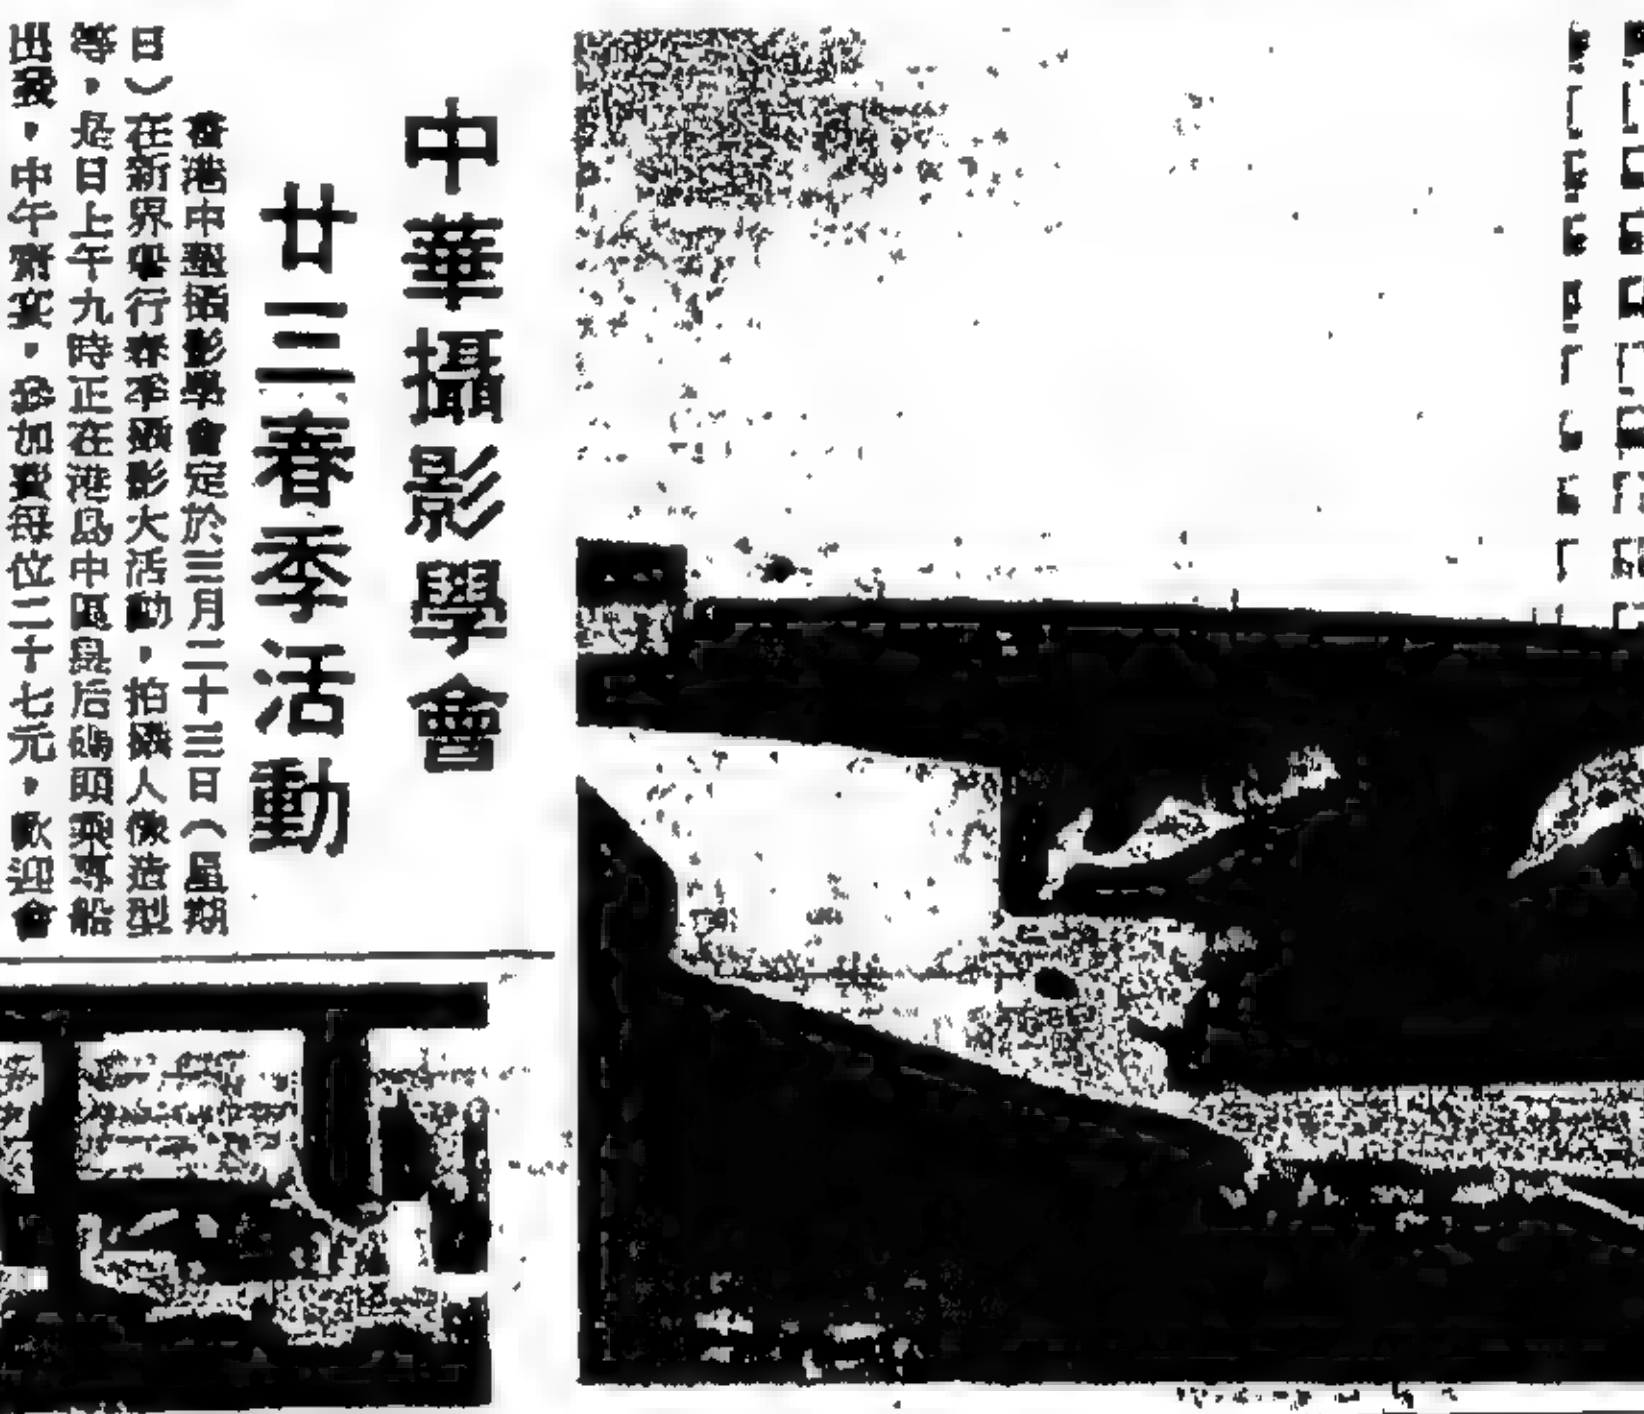 中華攝影學會
廿三春季活動
香港中華攝影學會定於三月二十三日(星期
日)在新界舉行春季攝影大活動,拍攝人像造型
等,是日上午九時正在港島中區皇后碼頭乘專船
出發,中午齋宴,參加費每位二十七元,歡迎會